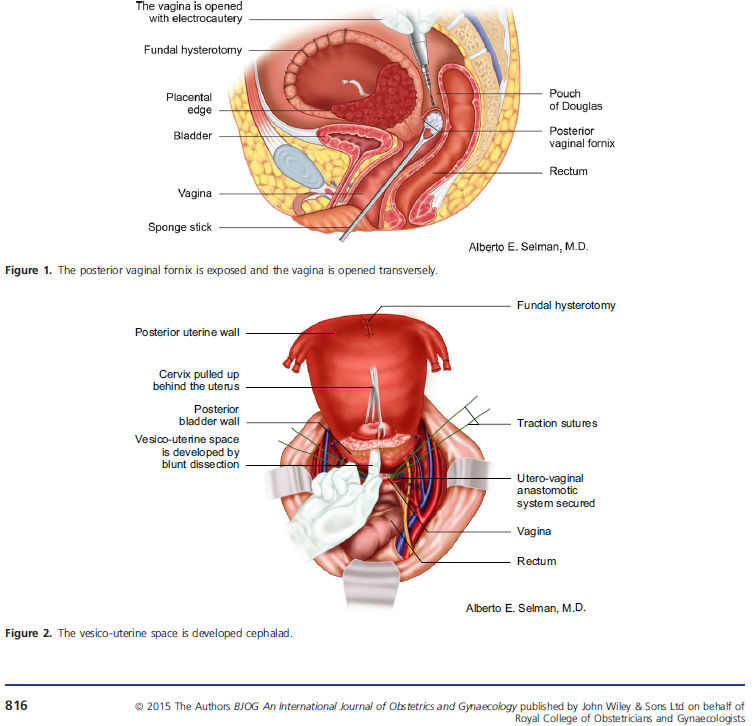 The vagina is opened
with electrocautery
Fundal hysterotomy
Placental
edge
Bladder
Vagina
Sponge stick
Pouch
of Douglas
Posterior
vaginal fornix
Rectum
Alberto E. Selman, M.D.
Figure 1. The posterior vaginal fornix is exposed and the vagina is opened transversely.
Fundal hysterotomy
Posterior uterine wall
Cervix pulled up
behind the uterus
Posterior
bladder wall
Vesico-uterine space
is developed by
blunt dissection
Traction sutures
Utero-vaginal
anastomotic
system secured
Vagina
Rectum
Alberto E. Selman, M.D.
Figure 2. The vesico-uterine space is developed cephalad.
816
© 2015 The Authors BJOG An International Journal of Obstetrics and Gynaecology published by John Wiley & Sons Ltd on behalf of
Royal College of Obstetricians and Gynaecologists